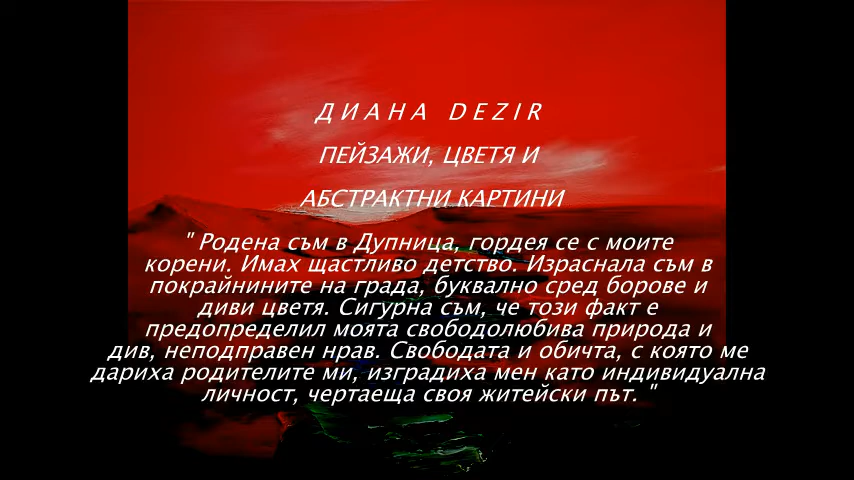 ДИАНА DEZIR
ПЕЙЗАЖИ, ЦВЕТЯ И
АБСТРАКТНИ КАРТИНИ
" Родена съм в Дупница, гордея се с моите
корени. Имах щастливо детство. Израснала съм в
покрайнините на града, буквално сред борове и
диви цветя. Сигурна съм, че този факт е
предопределил моята свободолюбива природа и
див, неподправен нрав. Свободата и обичта, с която ме
дариха родителите ми, изградиха мен като индивидуална
личност, чертаеща своя житейски път. "